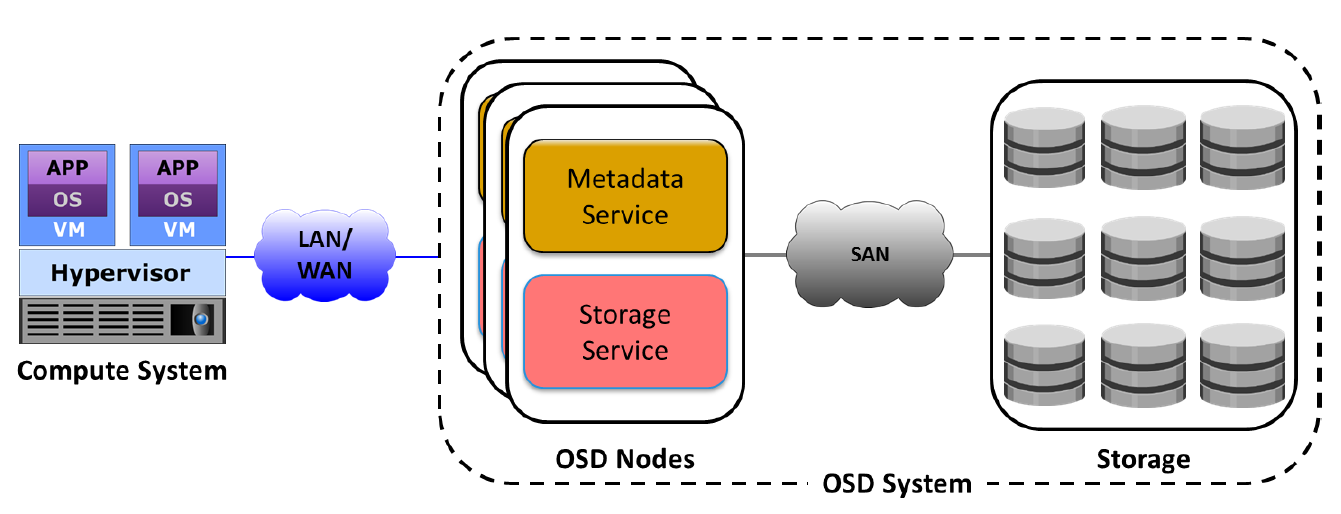 APP
OS
VM
APP
OS
VM
Hypervisor
Compute System
LAN/
WAN
Metadata
Service
Storage
Service
OSD Nodes
SAN
Storage
OSD System